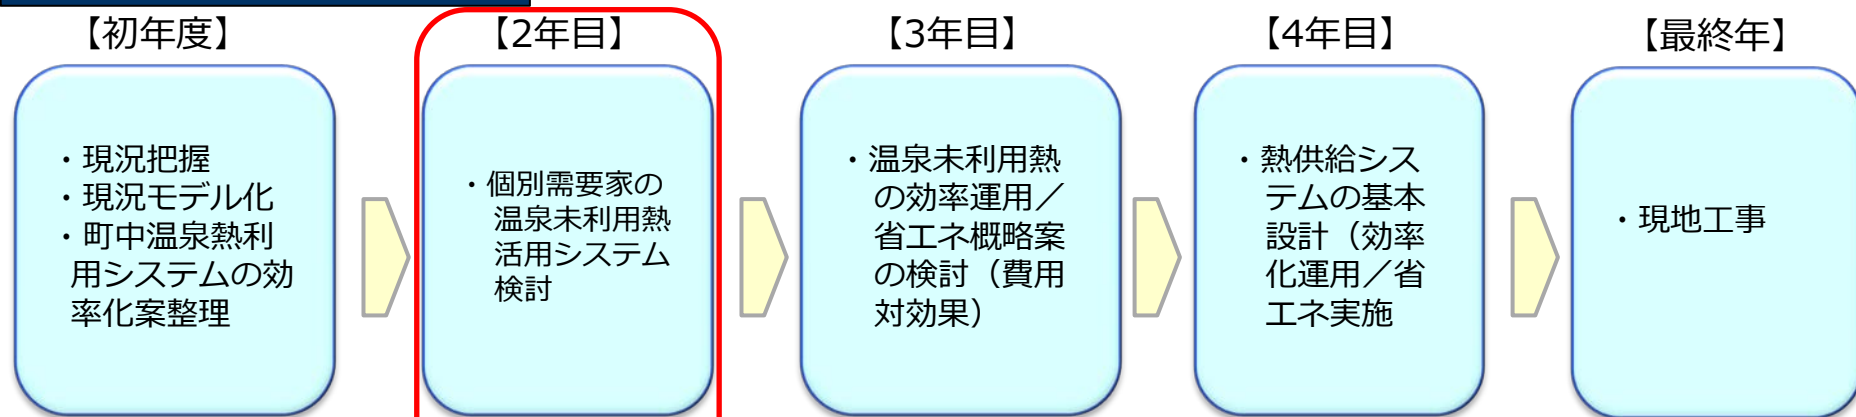 【初年度】
・現況把握
・現況モデル化
・町中温泉熱利
用システムの効
率化案整理
【2年目】
・個別需要家の
温泉未利用熱
活用システム
検討
【3年目】
・温泉未利用熱
の効率運用／
省エネ概略案
の検討（費用
対効果）
【4年目】
・熱供給シス
テムの基本
設計（効率
化運用／省
エネ実施
【最終年】
・現地工事